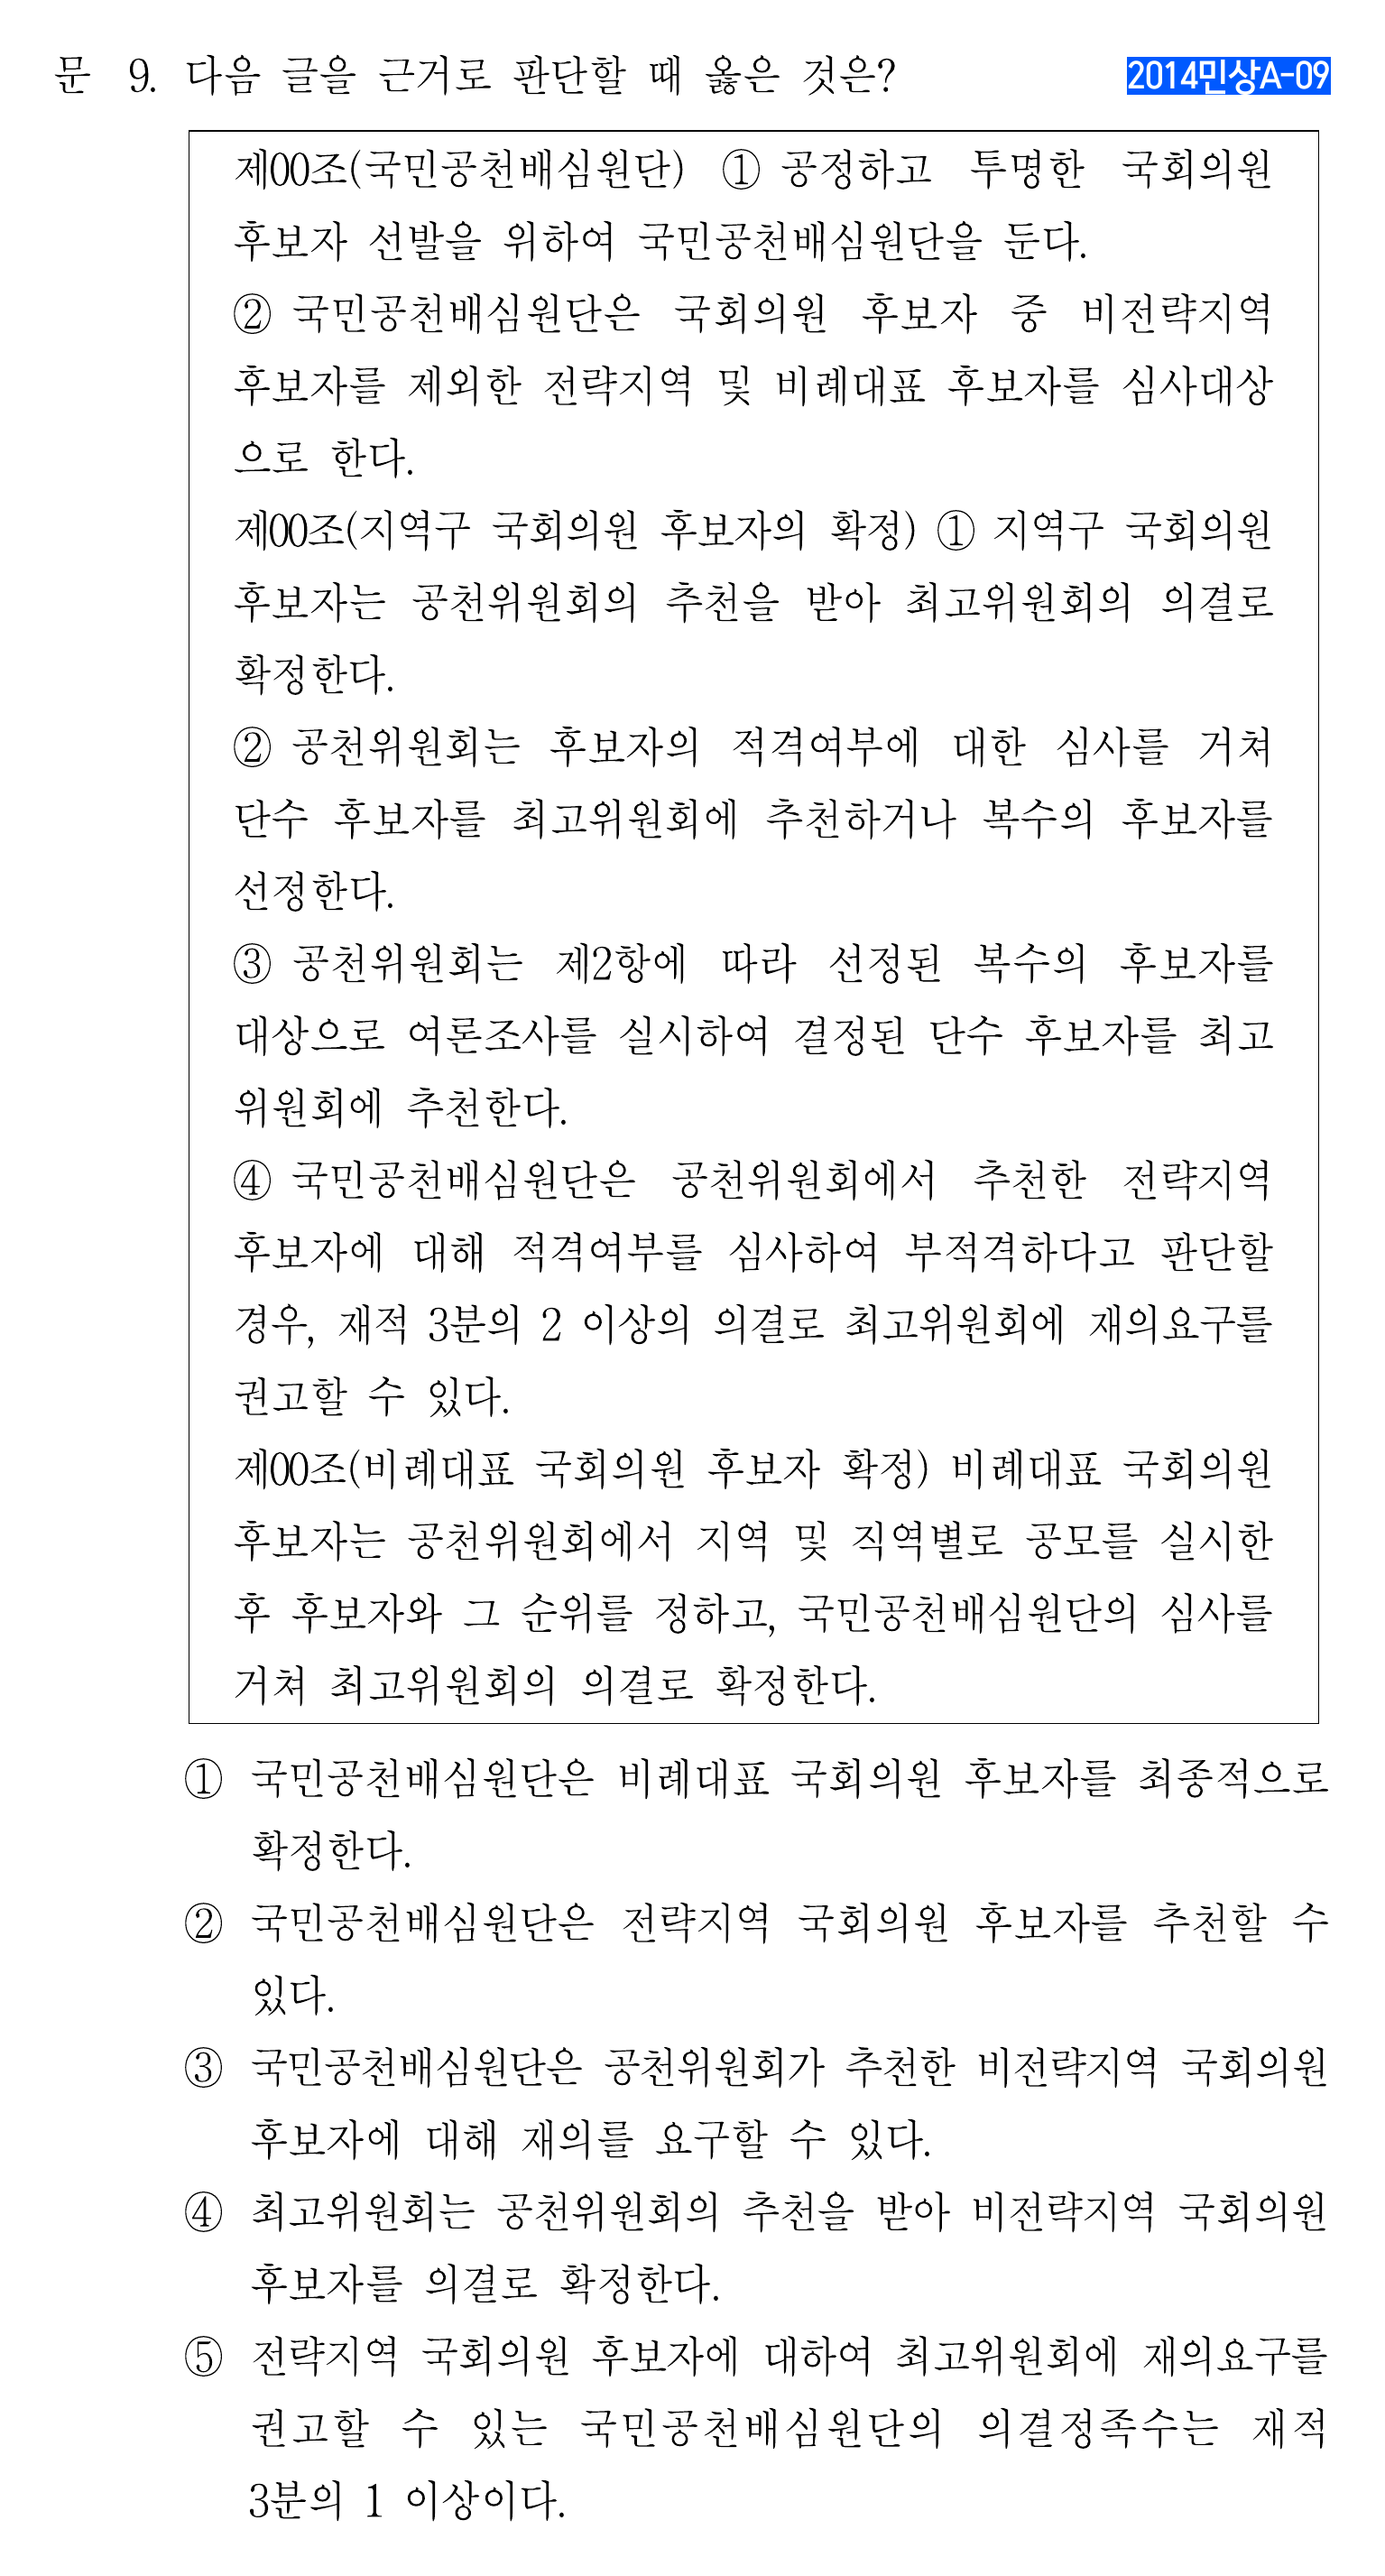 문 9. 다음 글을 근거로 판단할 때 옳은 것은?
2014민상A-09
제00조(국민공천배심원단) ① 공정하고 투명한 국회의원
후보자 선발을 위하여 국민공천배심원단을 둔다.
② 국민공천배심원단은 국회의원 후보자 중 비전략지역
후보자를 제외한 전략지역 및 비례대표 후보자를 심사대상
으로 한다.
제00조(지역구 국회의원 후보자의 확정) ① 지역구 국회의원
후보자는 공천위원회의 추천을 받아 최고위원회의 의결로
확정한다.
② 공천위원회는 후보자의 적격여부에 대한 심사를 거쳐
단수 후보자를 최고위원회에 추천하거나 복수의 후보자를
선정한다.
③ 공천위원회는 제2항에 따라 선정된 복수의 후보자를
대상으로 여론조사를 실시하여 결정된 단수 후보자를 최고
위원회에 추천한다.
④ 국민공천배심원단은 공천위원회에서 추천한 전략지역
후보자에 대해 적격여부를 심사하여 부적격하다고 판단할
경우, 재적 3분의 2 이상의 의결로 최고위원회에 재의요구를
권고할 수 있다.
제00조(비례대표 국회의원 후보자 확정) 비례대표 국회의원
후보자는 공천위원회에서 지역 및 직역별로 공모를 실시한
후 후보자와 그 순위를 정하고, 국민공천배심원단의 심사를
거쳐 최고위원회의 의결로 확정한다.
① 국민공천배심원단은 비례대표 국회의원 후보자를 최종적으로
확정한다.
② 국민공천배심원단은 전략지역 국회의원 후보자를 추천할 수
있다.
③ 국민공천배심원단은 공천위원회가 추천한 비전략지역 국회의원
후보자에 대해 재의를 요구할 수 있다.
④ 최고위원회는 공천위원회의 추천을 받아 비전략지역 국회의원
후보자를 의결로 확정한다.
⑤ 전략지역 국회의원 후보자에 대하여 최고위원회에 재의요구를
권고할 수 있는 국민공천배심원단의 의결정족수는 재적
3분의 1 이상이다.